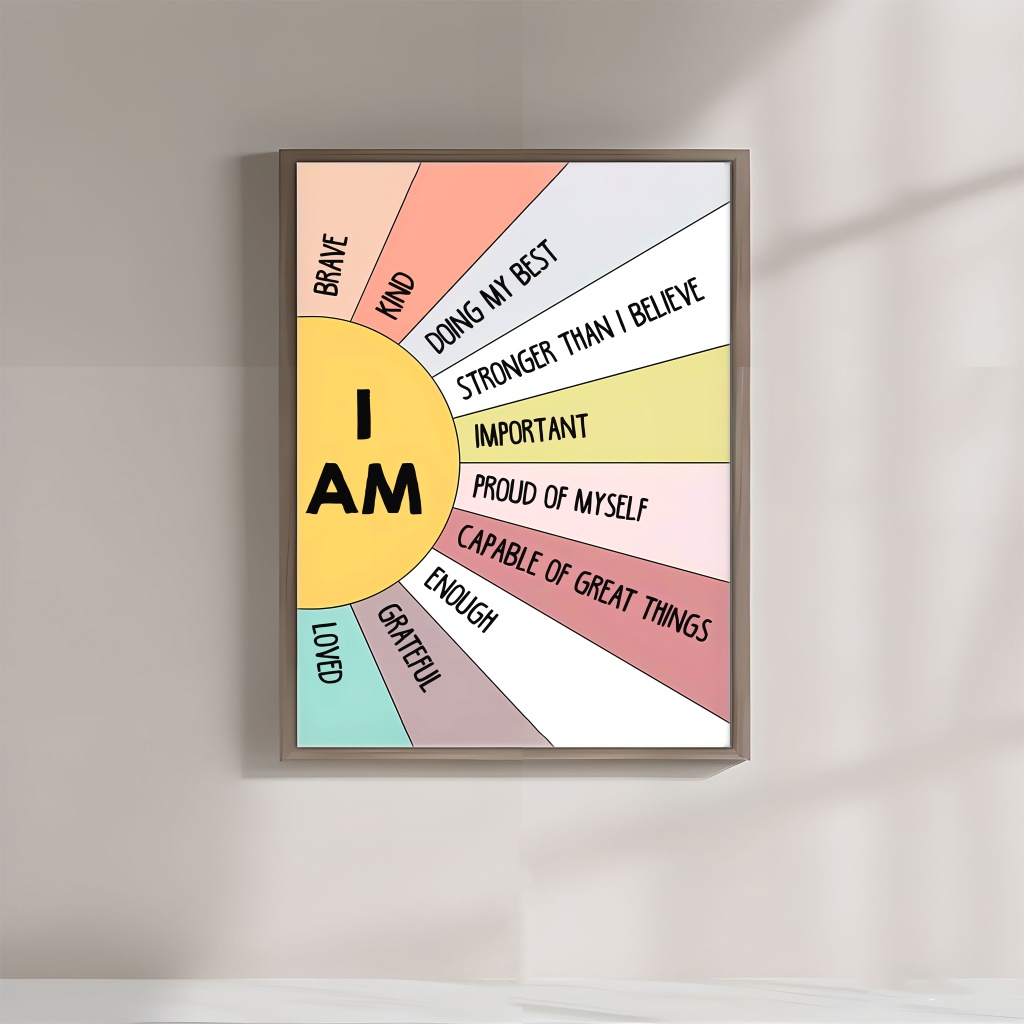 I
AM
BRAVE
KIND
DOING MY BEST
STRONGER THAN I BELIEVE
IMPORTANT
PROUD OF MYSELF
CAPABLE OF GREAT THINGS
ENOUGH
GRATEFUL
LOVED